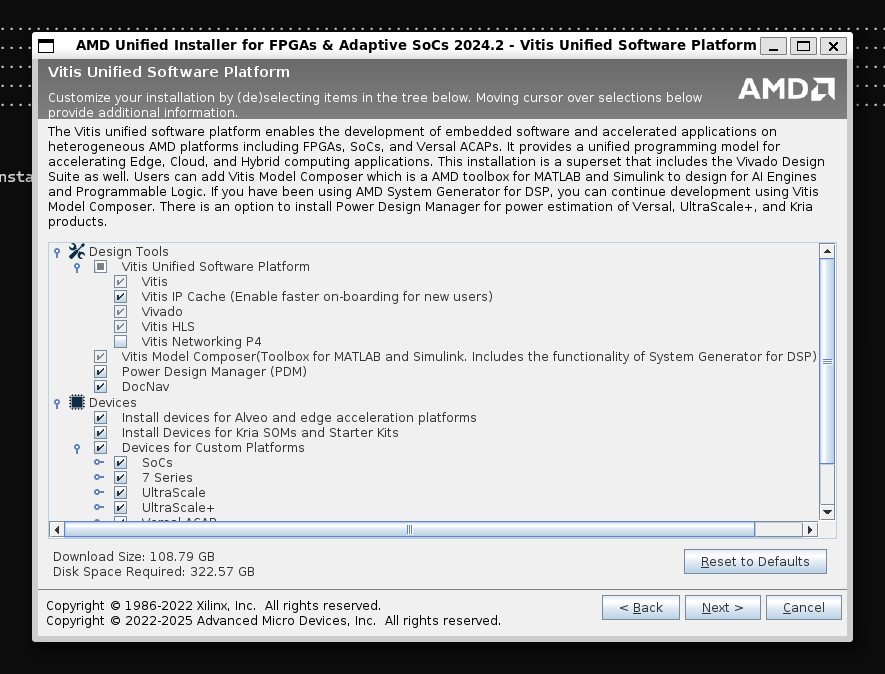 AMD Unified Installer for FPGAs & Adaptive SoCs 2024.2 - Vitis Unified Software Platform
Vitis Unified Software Platform
Customize your installation by (de)selecting items in the tree below. Moving cursor over selections below
provide additional information.
AMD
The Vitis unified software platform enables the development of embedded software and accelerated applications on
heterogeneous AMD platforms including FPGAs, SoCs, and Versal ACAPs. It provides a unified programming model for
accelerating Edge, Cloud, and Hybrid computing applications. This installation is a superset that includes the Vivado Design
Suite as well. Users can add Vitis Model Composer which is a AMD toolbox for MATLAB and Simulink to design for AI Engines
and Programmable Logic. If you have been using AMD System Generator for DSP, you can continue development using Vitis
Model Composer. There is an option to install Power Design Manager for power estimation of Versal, UltraScale+, and Kria
products.
nsta
Design Tools
Vitis Unified Software Platform
Vitis
Vitis IP Cache (Enable faster on-boarding for new users)
Vivado
Vitis HLS
Vitis Networking P4
Vitis Model Composer(Toolbox for MATLAB and Simulink. Includes the functionality of System Generator for DSP)
Power Design Manager (PDM)
DocNav
Devices
Install devices for Alveo and edge acceleration platforms
Install Devices for Kria SOMs and Starter Kits
Devices for Custom Platforms
SoCs
7 Series
UltraScale
UltraScale+
Versal ACAP
Download Size: 108.79 GB
Disk Space Required: 322.57 GB
Reset to Defaults
Copyright © 1986-2022 Xilinx, Inc.  All rights reserved.
Copyright © 2022-2025 Advanced Micro Devices, Inc.  All rights reserved.
< Back
Next >
Cancel